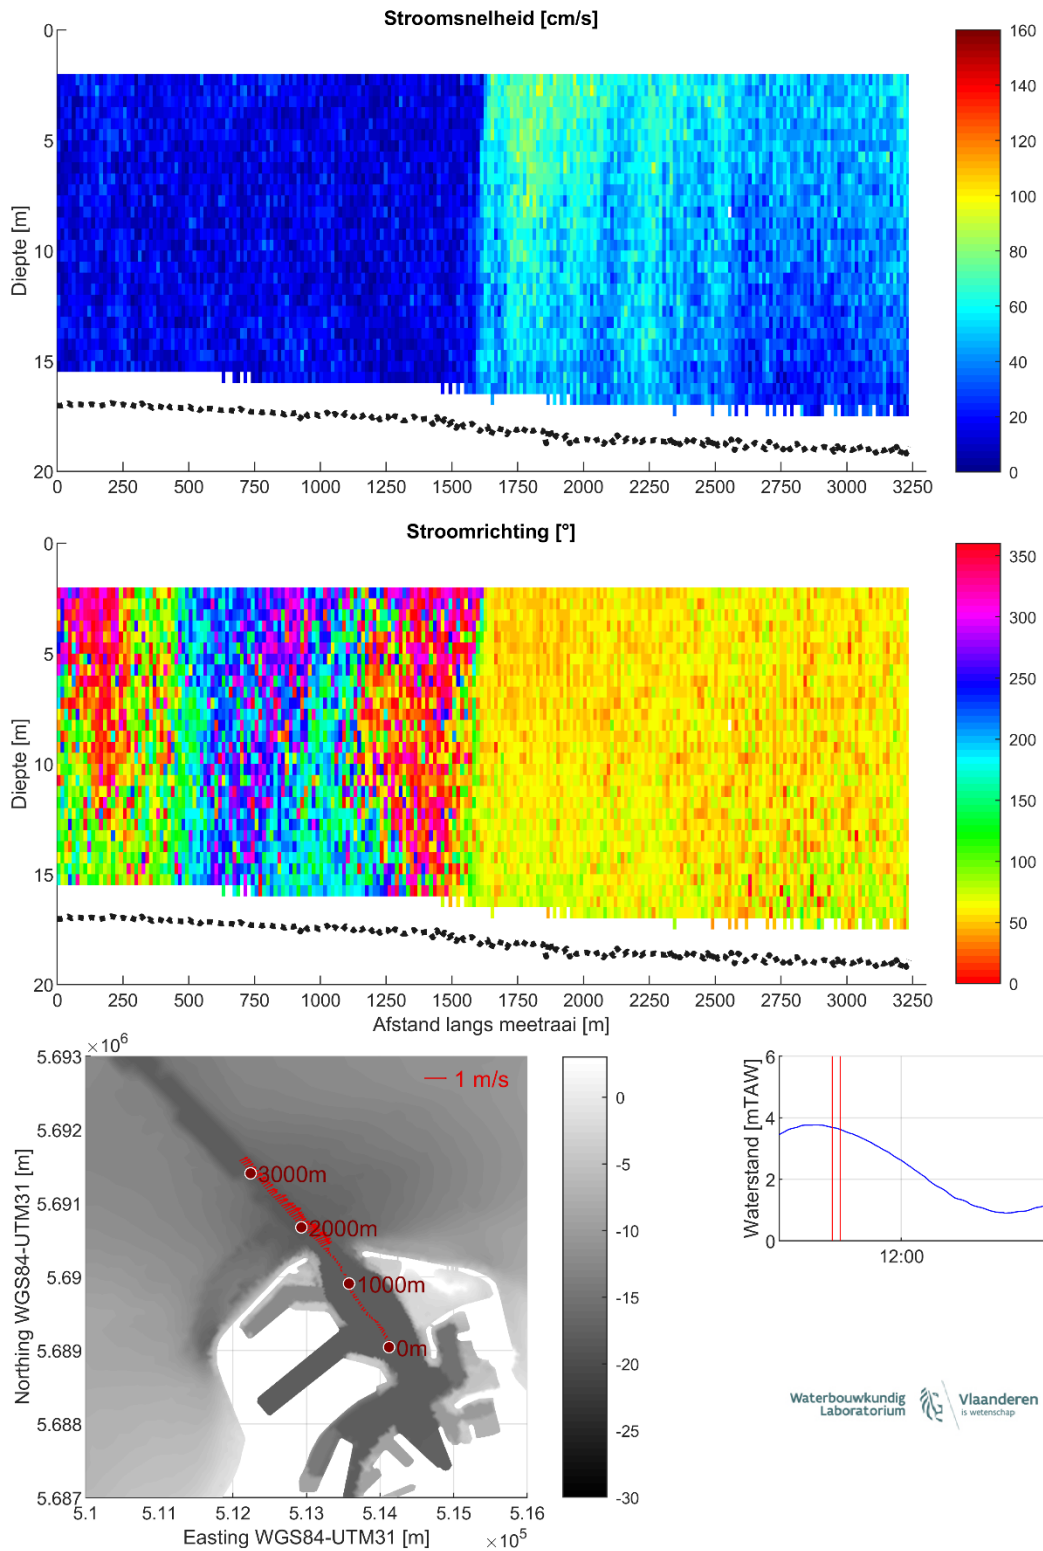 Stroomsnelheid [cm/s]
Diepte [m]
0
5
10
15
20
0 250 500 750 1000 1250 1500 1750 2000 2250 2500 2750 3000 3250
160
140
120
100
80
60
40
20
0
Stroomrichting [°]
Diepte [m]
0
5
10
15
20
0 250 500 750 1000 1250 1500 1750 2000 2250 2500 2750 3000 3250
Afstand langs meetraai [m]
350
300
250
200
150
100
50
0
×10⁶
Northing WGS84-UTM31 [m]
5.693
5.692
5.691
5.69
5.689
5.688
5.687
1 m/s
3000m
2000m
1000m
0m
5.1 5.11 5.12 5.13 5.14 5.15 5.16
Easting WGS84-UTM31 [m]
×10⁵
0
-5
-10
-15
-20
-25
-30
Waterstand [mTAW]
6
4
2
0
12:00
Waterbouwkundig
Laboratorium
Vlaanderen
is wetenschap